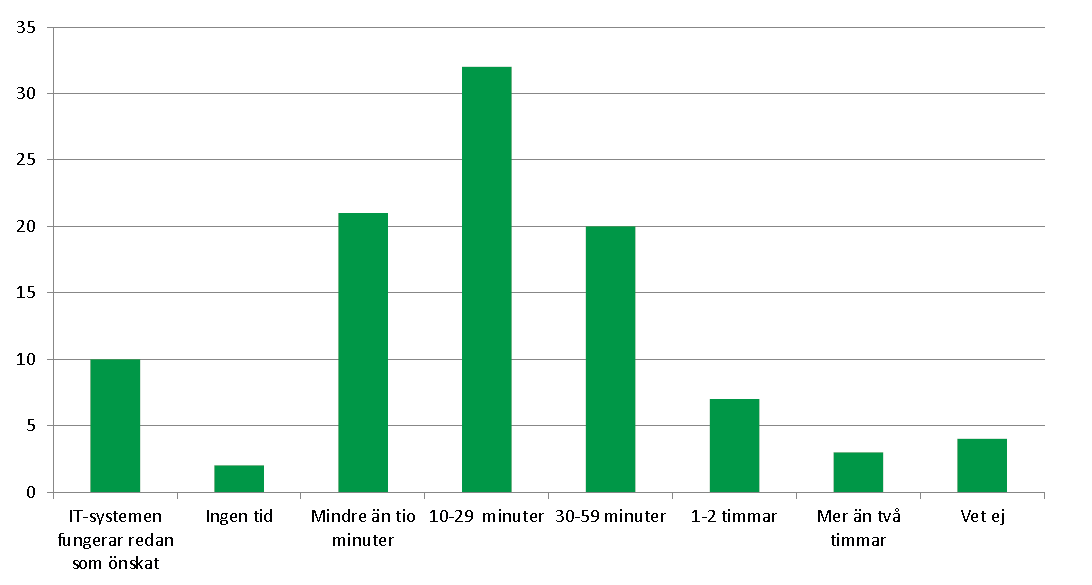 35
30
25
20
15
10
5
0
IT-systemen
fungerar redan
som önskat
Ingen tid
Mindre än tio
minuter
10-29 minuter
30-59 minuter
1-2 timmar
Mer än två
timmar
Vet ej